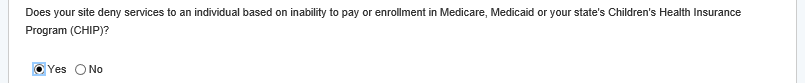 Does your site deny services to an individual based on inability to pay or enrollment in Medicare, Medicaid or your state's Children's Health Insurance
Program (CHIP)?
Yes No